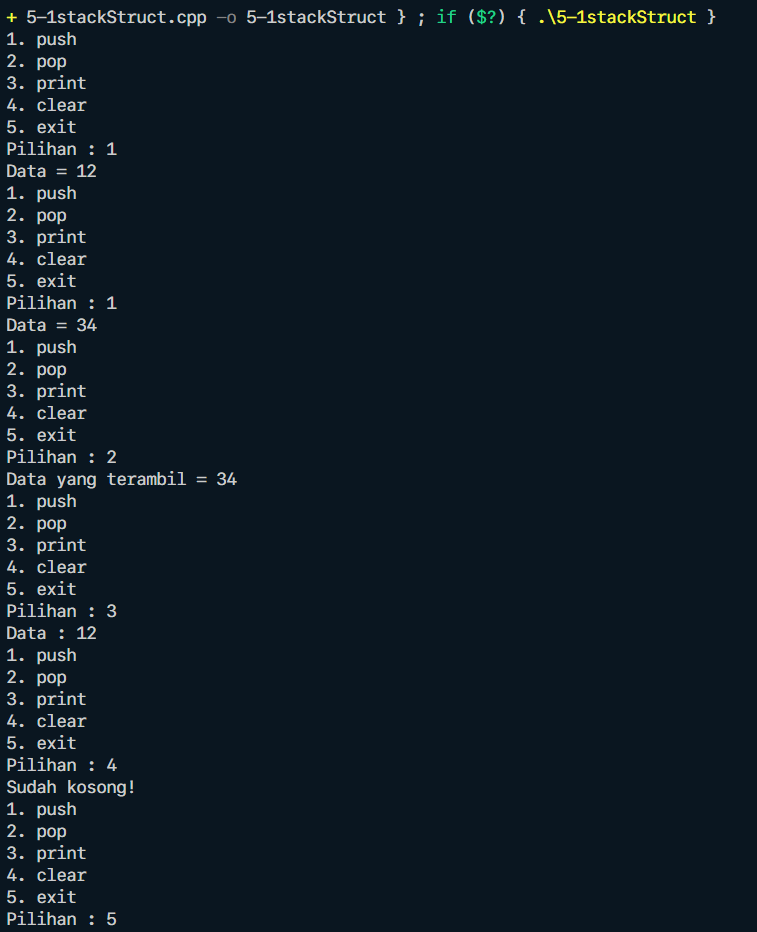 + 5-1stackStruct.cpp -o 5-1stackStruct } ; if ($?) { .\5-1stackStruct }
1. push
2. pop
3. print
4. clear
5. exit
Pilihan : 1
Data = 12
1. push
2. pop
3. print
4. clear
5. exit
Pilihan : 1
Data = 34
1. push
2. pop
3. print
4. clear
5. exit
Pilihan : 2
Data yang terambil = 34
1. push
2. pop
3. print
4. clear
5. exit
Pilihan : 3
Data : 12
1. push
2. pop
3. print
4. clear
5. exit
Pilihan : 4
Sudah kosong!
1. push
2. pop
3. print
4. clear
5. exit
Pilihan : 5